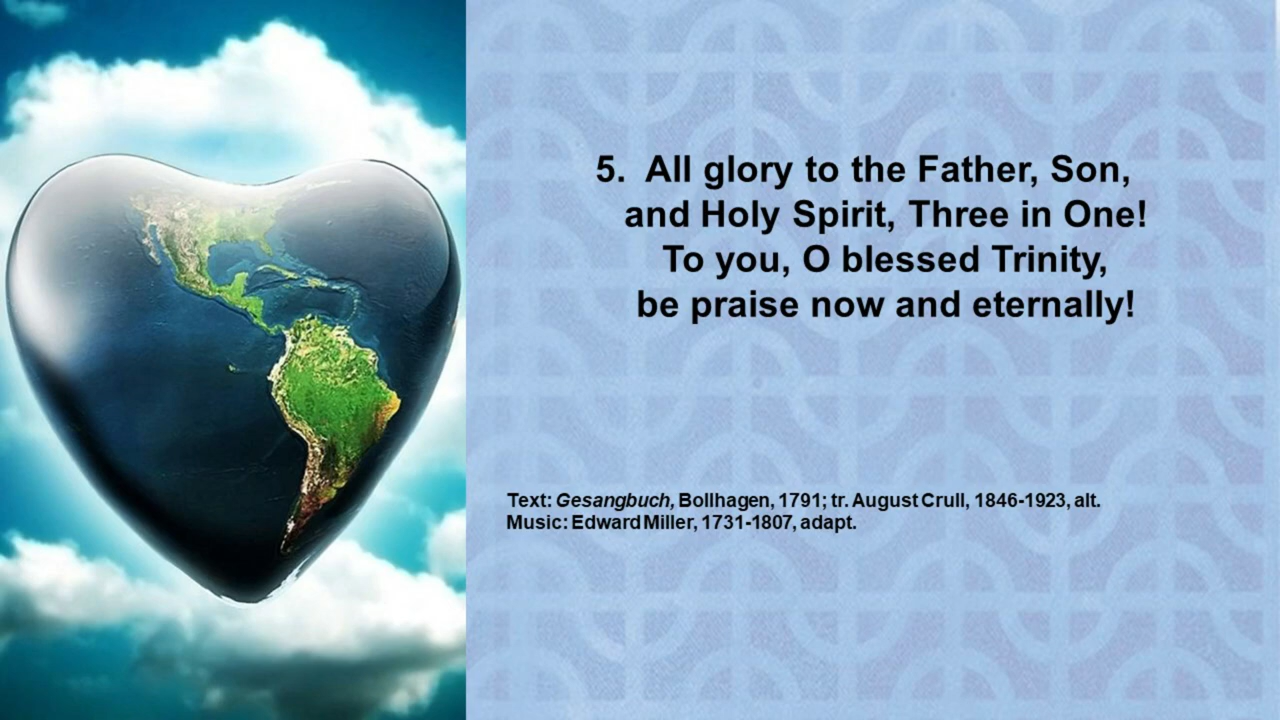 5. All glory to the Father, Son,
and Holy Spirit, Three in One!
To you, O blessed Trinity,
be praise now and eternally!
Text: Gesangbuch, Bollhagen, 1791; tr. August Crull, 1846-1923, alt.
Music: Edward Miller, 1731-1807, adapt.